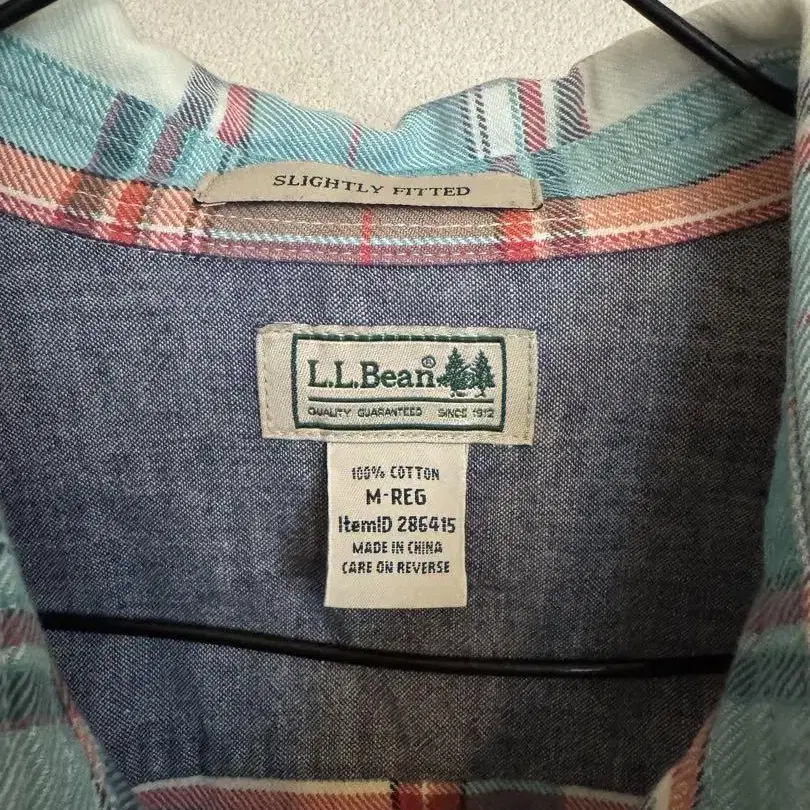 SLIGHTLY FITTED
L.L.Bean®
QUALITY GUARANTEED SINCE 1912
100% COTTON
M-REG
ItemID 286415
MADE IN CHINA
CARE ON REVERSE